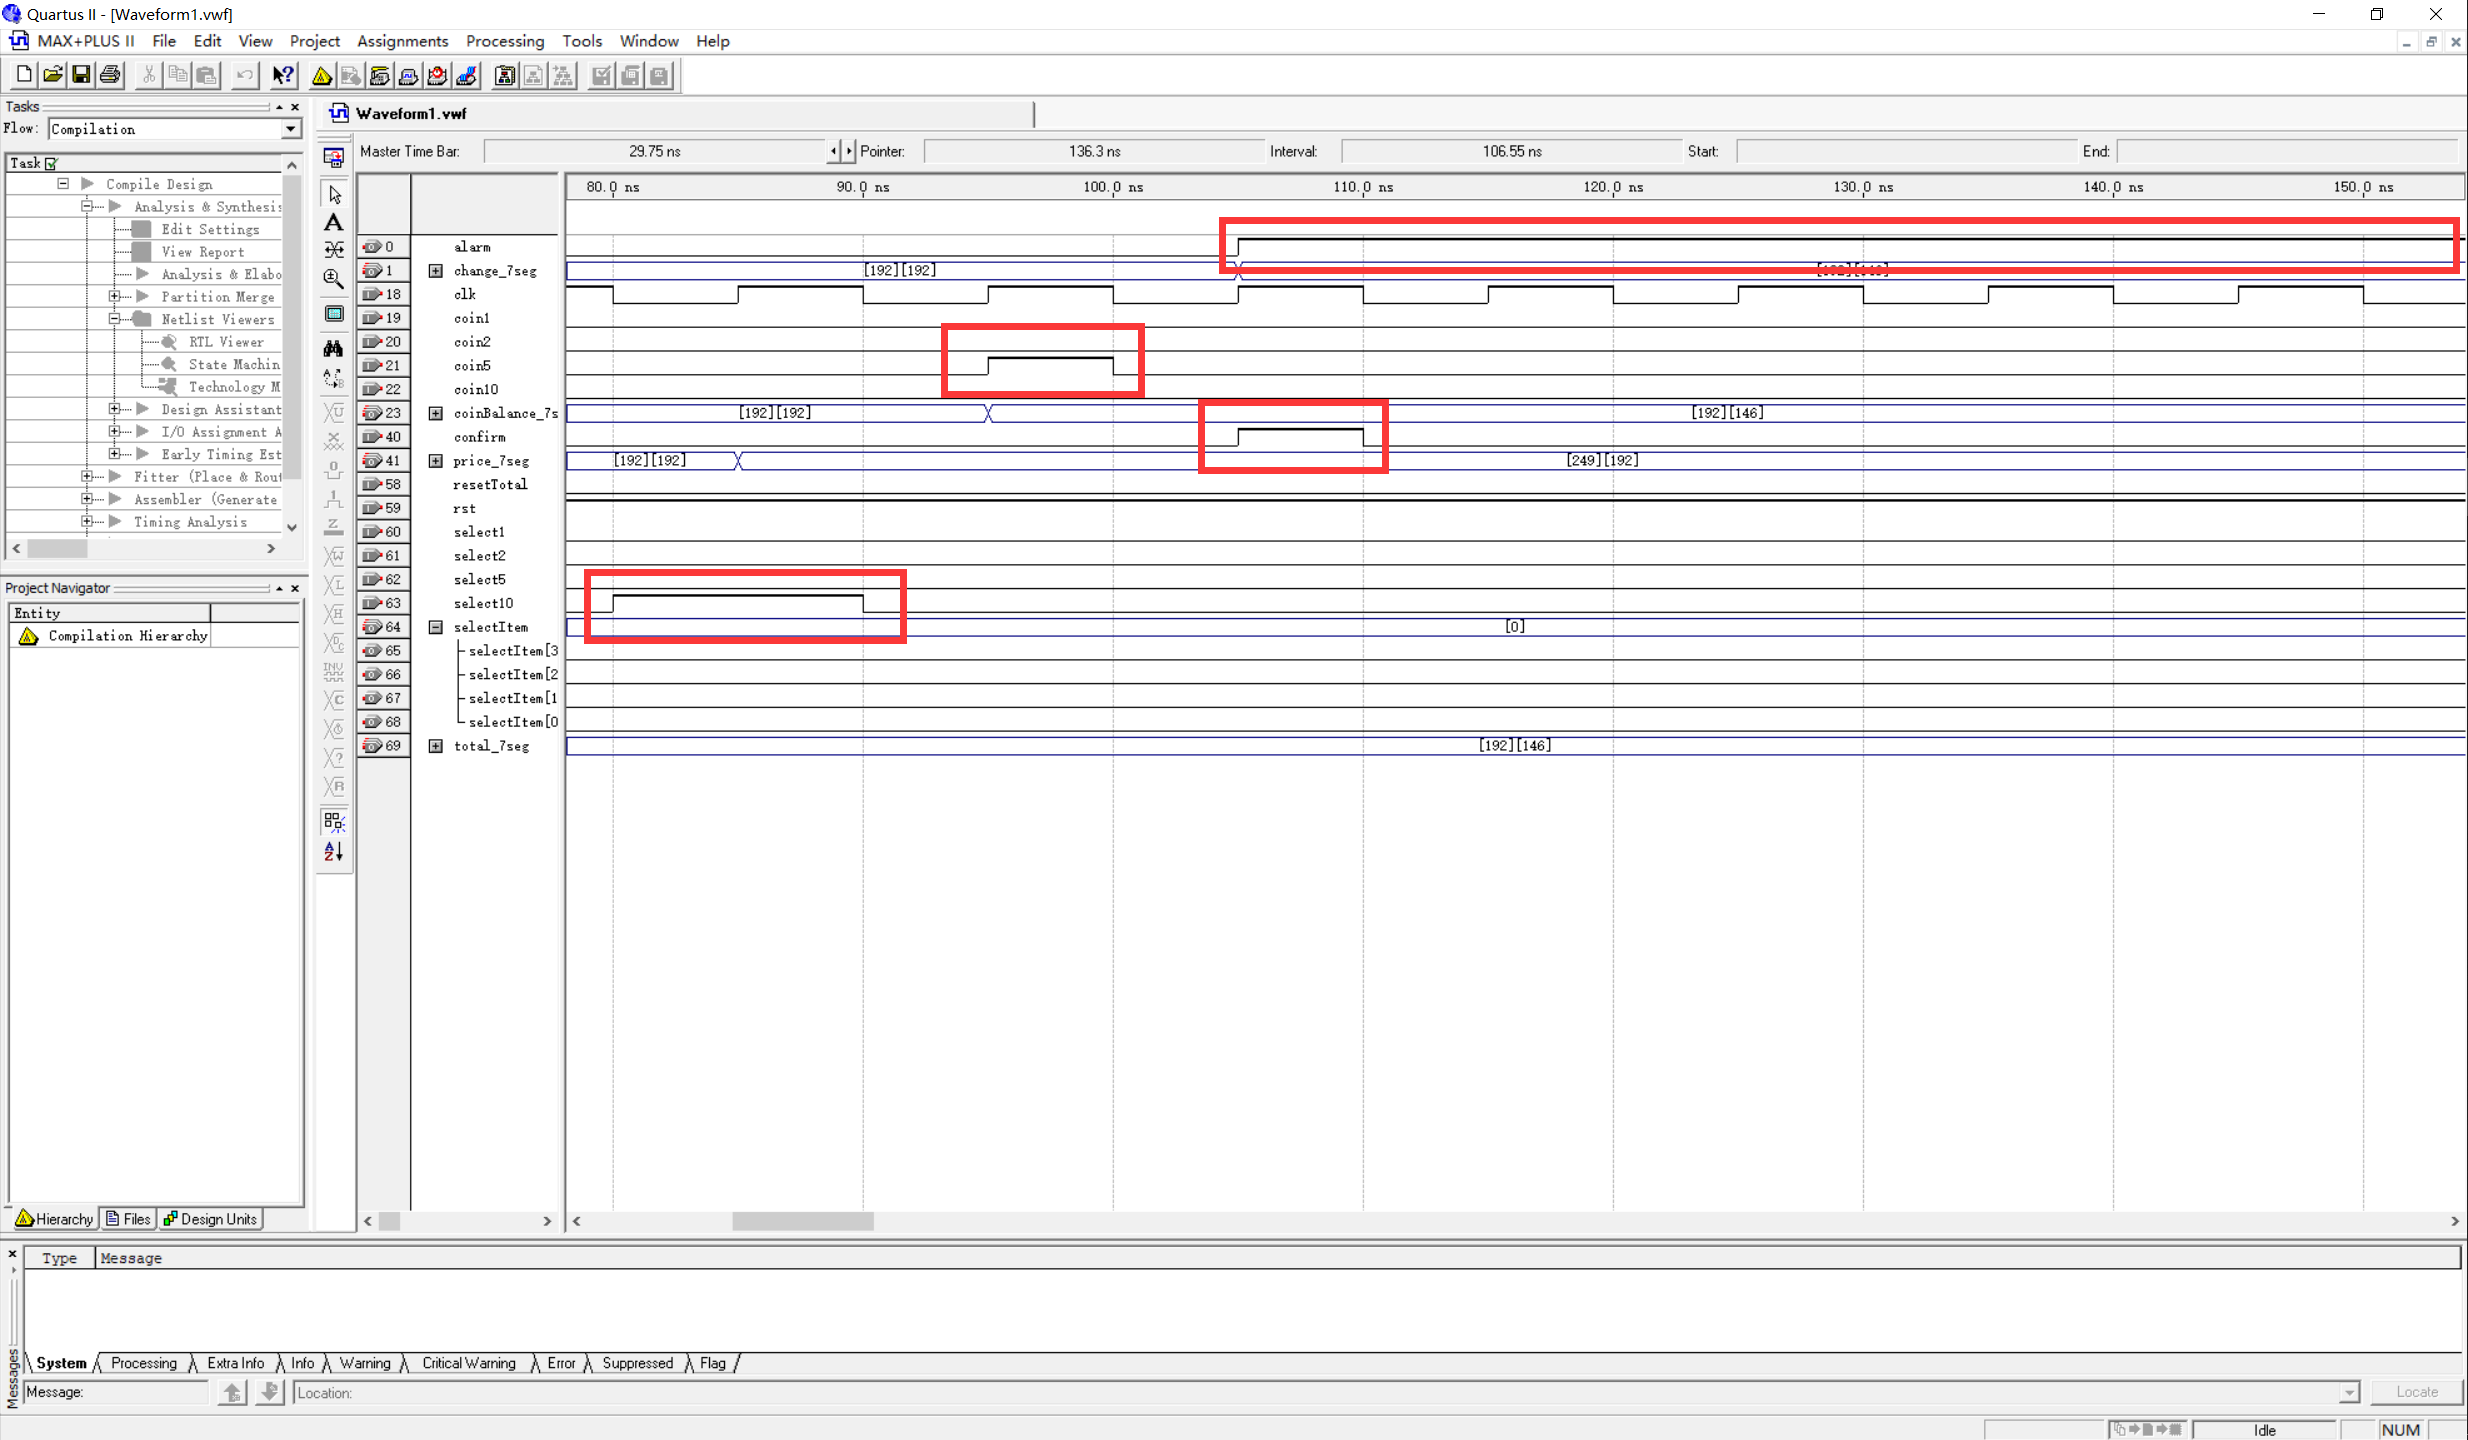 Quartus II - [Waveform1.vwf]
MAX+PLUS II File Edit View Project Assignments Processing Tools Window Help
Tasks
Flow: Compilation
Task
Compile Design
Analysis & Synthesis
Edit Settings
View Report
Analysis & Elabo
Partition Merge
Netlist Viewers
RTL Viewer
State Machin
Technology M
Design Assistant
I/O Assignment A
Early Timing Est
Fitter (Place & Rout
Assembler (Generate
Timing Analysis
Project Navigator
Entity
Compilation Hierarchy
Hierarchy Files Design Units
Waveform1.vwf
Master Time Bar: 29.75 ns Pointer: 136.3 ns Interval: 106.55 ns Start: End:
80.0 ns 90.0 ns 100.0 ns 110.0 ns 120.0 ns 130.0 ns 140.0 ns 150.0 ns
0 alarm
1 change_7seg [192][192]
18 clk
19 coin1
20 coin2
21 coin5
22 coin10
23 coinBalance_7s [192][192] [192][146]
40 confirm
41 price_7seg [192][192] [249][192]
58 resetTotal
59 rst
60 select1
61 select2
62 select5
63 select10
64 selectItem [0]
65 selectItem[3
66 selectItem[2
67 selectItem[1
68 selectItem[0
69 total_7seg [192][146]
Type Message
System Processing Extra Info Info Warning Critical Warning Error Suppressed Flag
Messages
Message: Location: Locate
Idle NUM